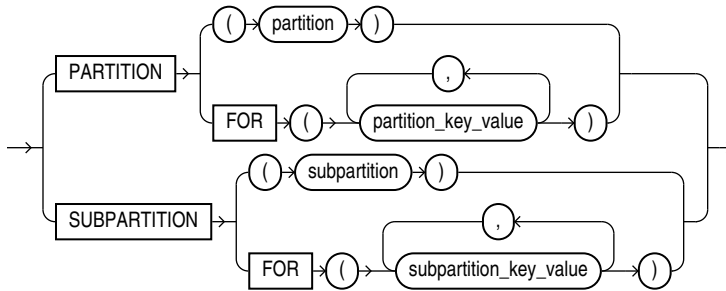 ( partition )
PARTITION
,
FOR ( partition_key_value )
( subpartition )
SUBPARTITION
,
FOR ( subpartition_key_value )